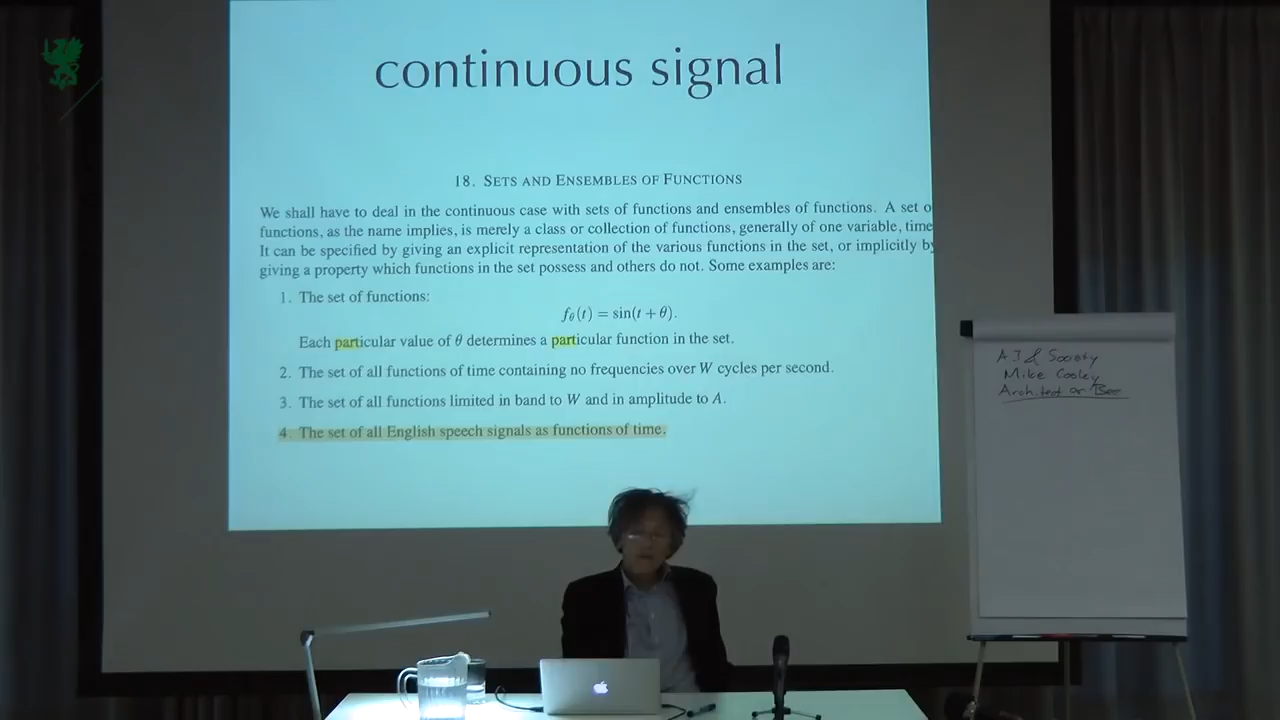 continuous signal
18. SETS AND ENSEMBLES OF FUNCTIONS
We shall have to deal in the continuous case with sets of functions and ensembles of functions. A set o
functions, as the name implies, is merely a class or collection of functions, generally of one variable, time
It can be specified by giving an explicit representation of the various functions in the set, or implicitly by
giving a property which functions in the set possess and others do not. Some examples are:
1. The set of functions:
fθ(t) = sin(t + θ).
Each particular value of θ determines a particular function in the set.
2. The set of all functions of time containing no frequencies over W cycles per second.
3. The set of all functions limited in band to W and in amplitude to A.
4. The set of all English speech signals as functions of time.
AI & Society
Mike Cooley
Architect or Bee